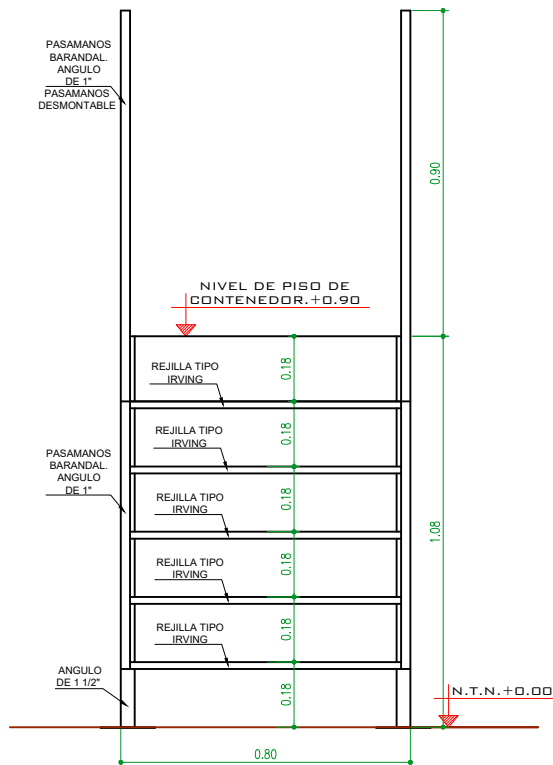 PASAMANOS
BARANDAL.
ANGULO
DE 1"
PASAMANOS
DESMONTABLE
0.90
NIVEL DE PISO DE
CONTENEDOR.+0.90
0.18
REJILLA TIPO
IRVING
0.18
REJILLA TIPO
IRVING
PASAMANOS
BARANDAL.
ANGULO
DE 1"
0.18
REJILLA TIPO
IRVING
1.08
0.18
REJILLA TIPO
IRVING
0.18
REJILLA TIPO
IRVING
ANGULO
DE 1 1/2"
0.18
N.T.N.+0.00
0.80